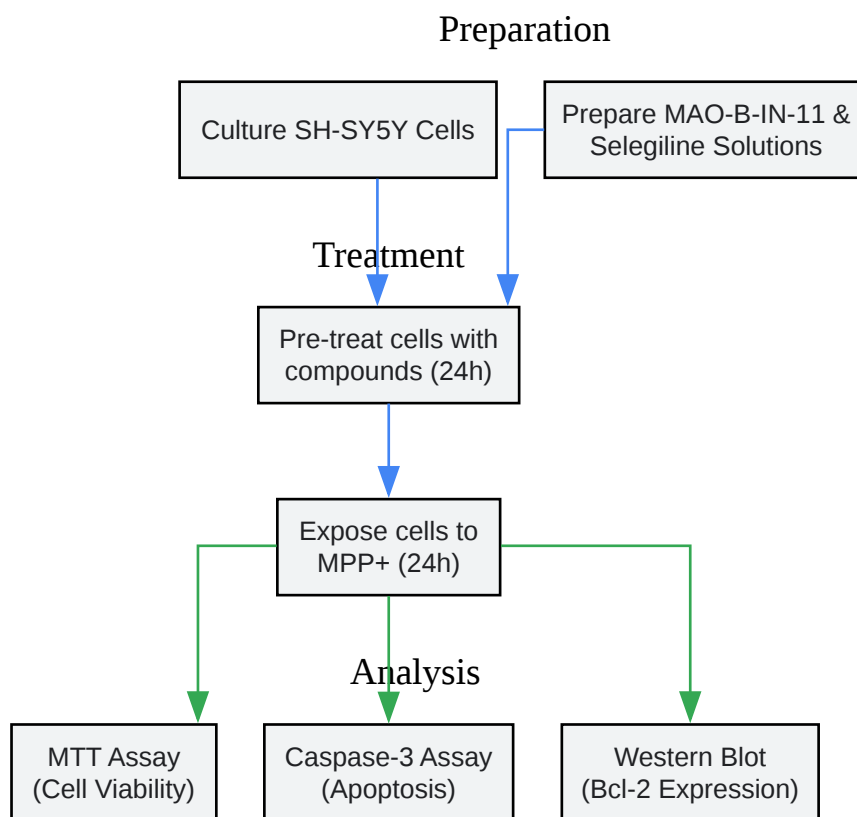 Preparation
Culture SH-SY5Y Cells
Prepare MAO-B-IN-11 &
Selegiline Solutions
Treatment
Pre-treat cells with
compounds (24h)
Expose cells to
MPP+ (24h)
Analysis
MTT Assay
(Cell Viability)
Caspase-3 Assay
(Apoptosis)
Western Blot
(Bcl-2 Expression)